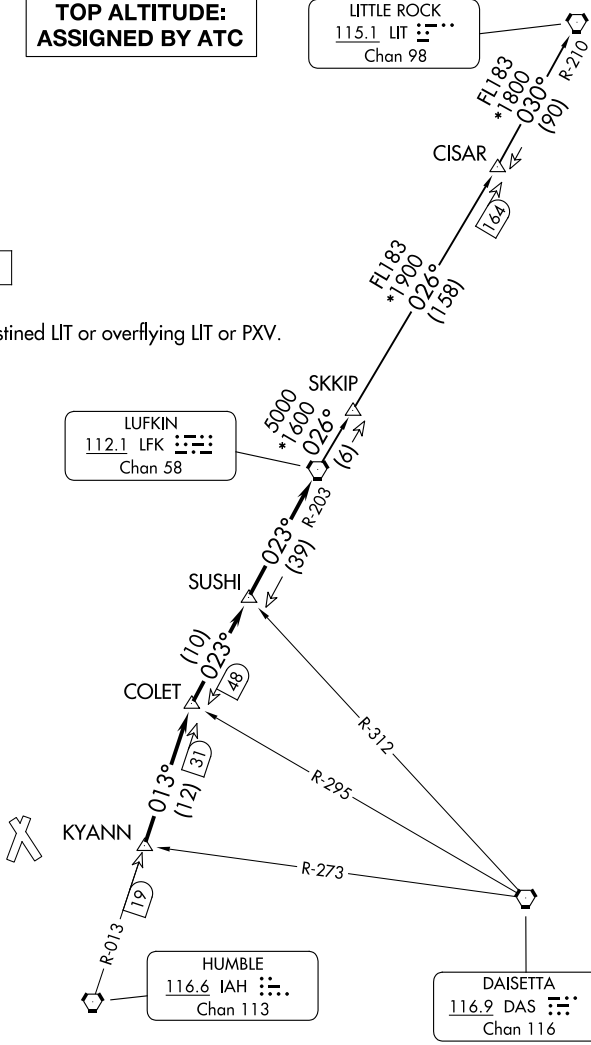 TOP ALTITUDE:
ASSIGNED BY ATC
LITTLE ROCK
115.1 LIT
Chan 98
R-210
FL183
*1800
030°
(90)
CISAR
164
FL183
*1900
026°
(158)
stined LIT or overflying LIT or PXV.
SKKIP
5000
*1600
026°
(6)
LUFKIN
112.1 LFK
Chan 58
R-203
023°
(39)
SUSHI
(10)
023°
48
COLET
R-312
31
013°
(12)
R-295
KYANN
R-273
19
R-013
HUMBLE
116.6 IAH
Chan 113
DAISETTA
116.9 DAS
Chan 116